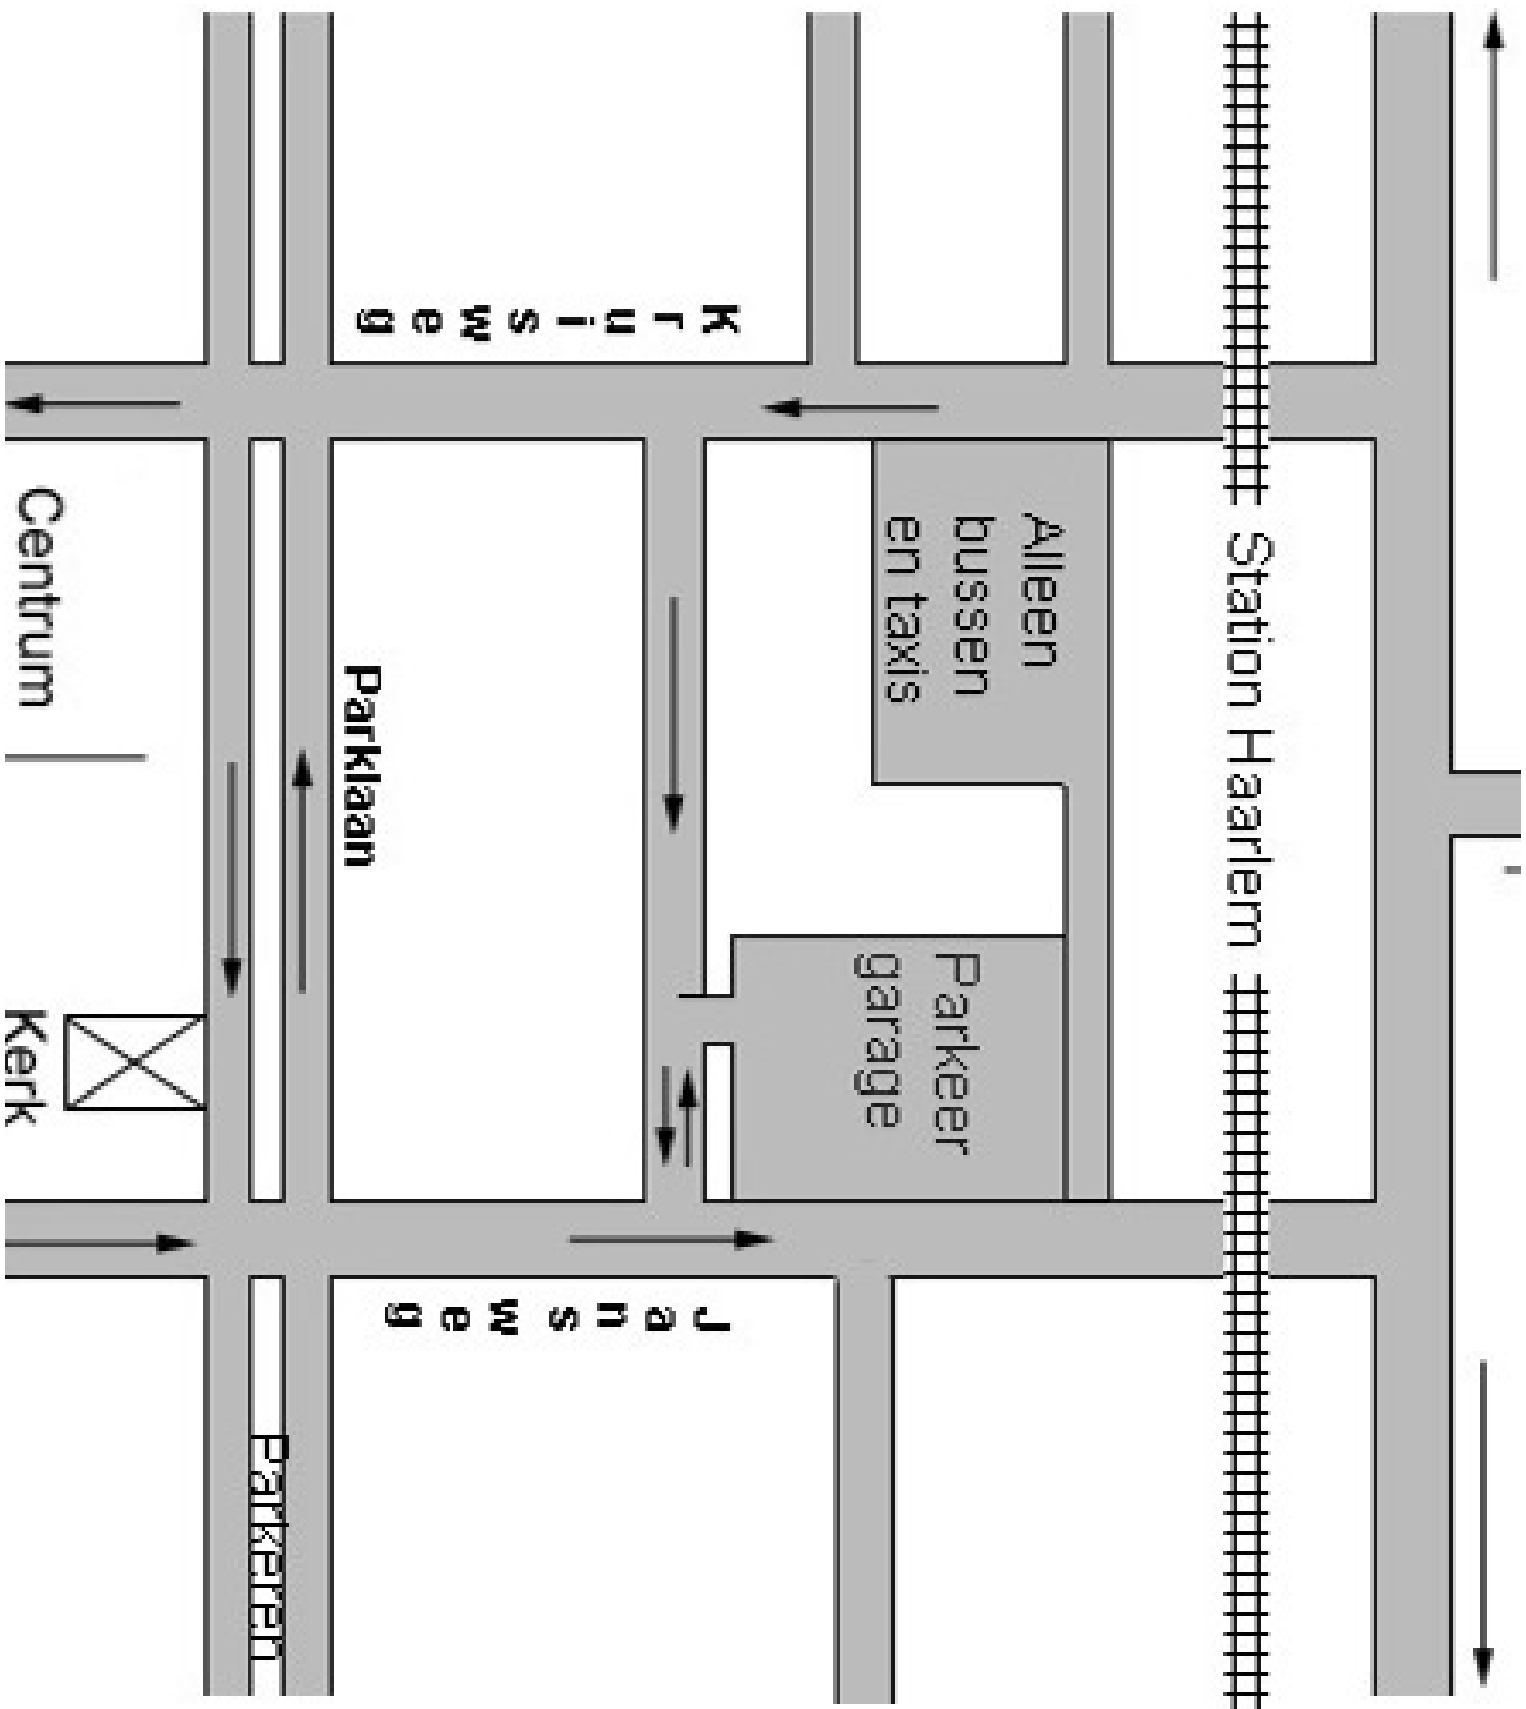 Station Haarlem
Alleen
bussen
en taxis
Parkeer
garage
Kruisweg
Jansweg
Parklaan
Parkeren
Centrum
Kerk